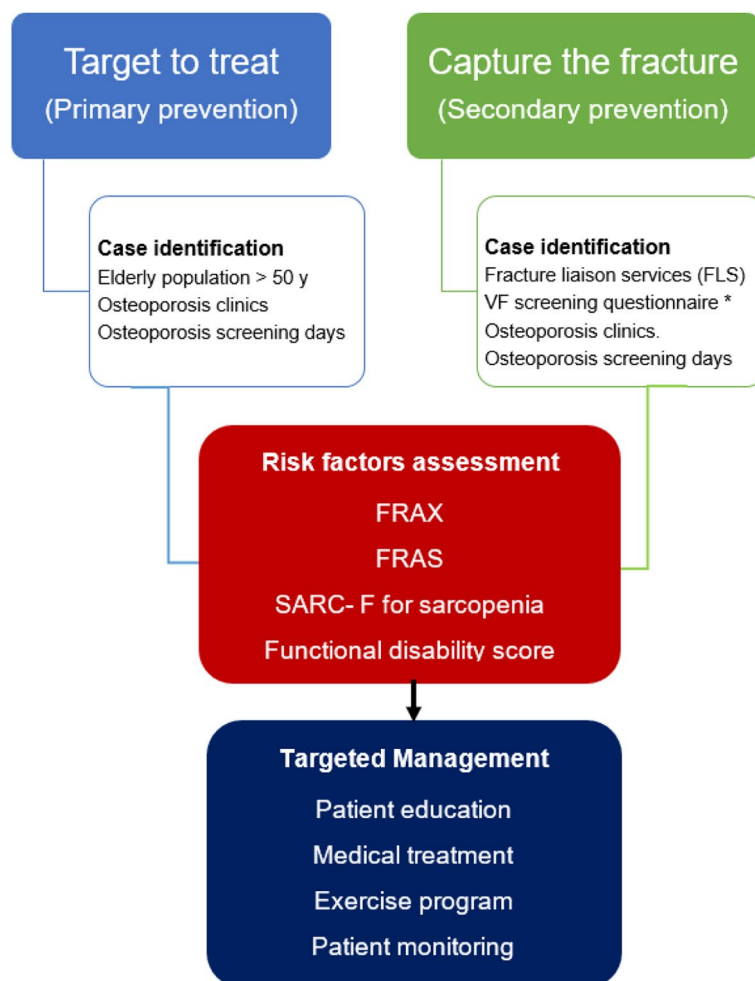 Target to treat
(Primary prevention)
Capture the fracture
(Secondary prevention)
Case identification
Elderly population > 50 y
Osteoporosis clinics
Osteoporosis screening days
Case identification
Fracture liaison services (FLS)
VF screening questionnaire *
Osteoporosis clinics.
Osteoporosis screening days
Risk factors assessment
FRAX
FRAS
SARC- F for sarcopenia
Functional disability score
Targeted Management
Patient education
Medical treatment
Exercise program
Patient monitoring